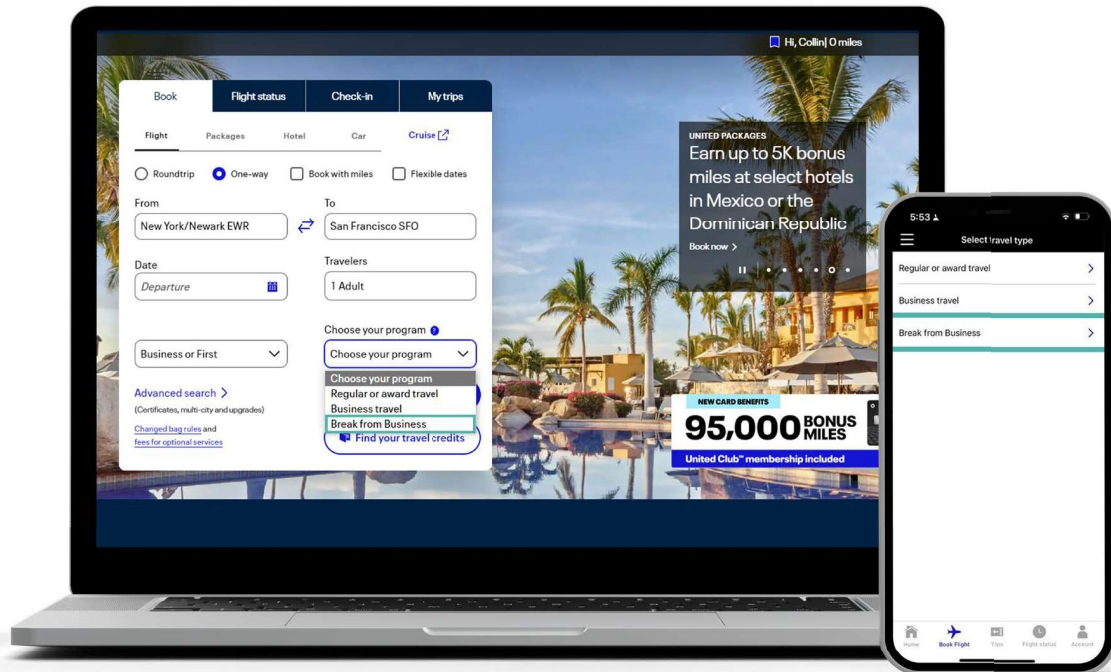 Hi, Collin| 0 miles
Book
Flight status
Check-in
My trips
Flight
Packages
Hotel
Car
Cruise
Roundtrip
One-way
Book with miles
Flexible dates
From
To
New York/Newark EWR
San Francisco SFO
Date
Travelers
Departure
1 Adult
Choose your program
Business or First
Choose your program
Choose your program
Regular or award travel
Business travel
Break from Business
Advanced search
(Certificates, multi-city and upgrades)
Changed bag rules and
fees for optional services
Find your travel credits
UNITED PACKAGES
Earn up to 5K bonus
miles at select hotels
in Mexico or the
Dominican Republic
Book now >
NEW CARD BENEFITS
95,000 BONUS MILES
United Club℠ membership included
5:53
Select travel type
Regular or award travel
Business travel
Break from Business
Home
Book Flight
Trips
Flight status
Account